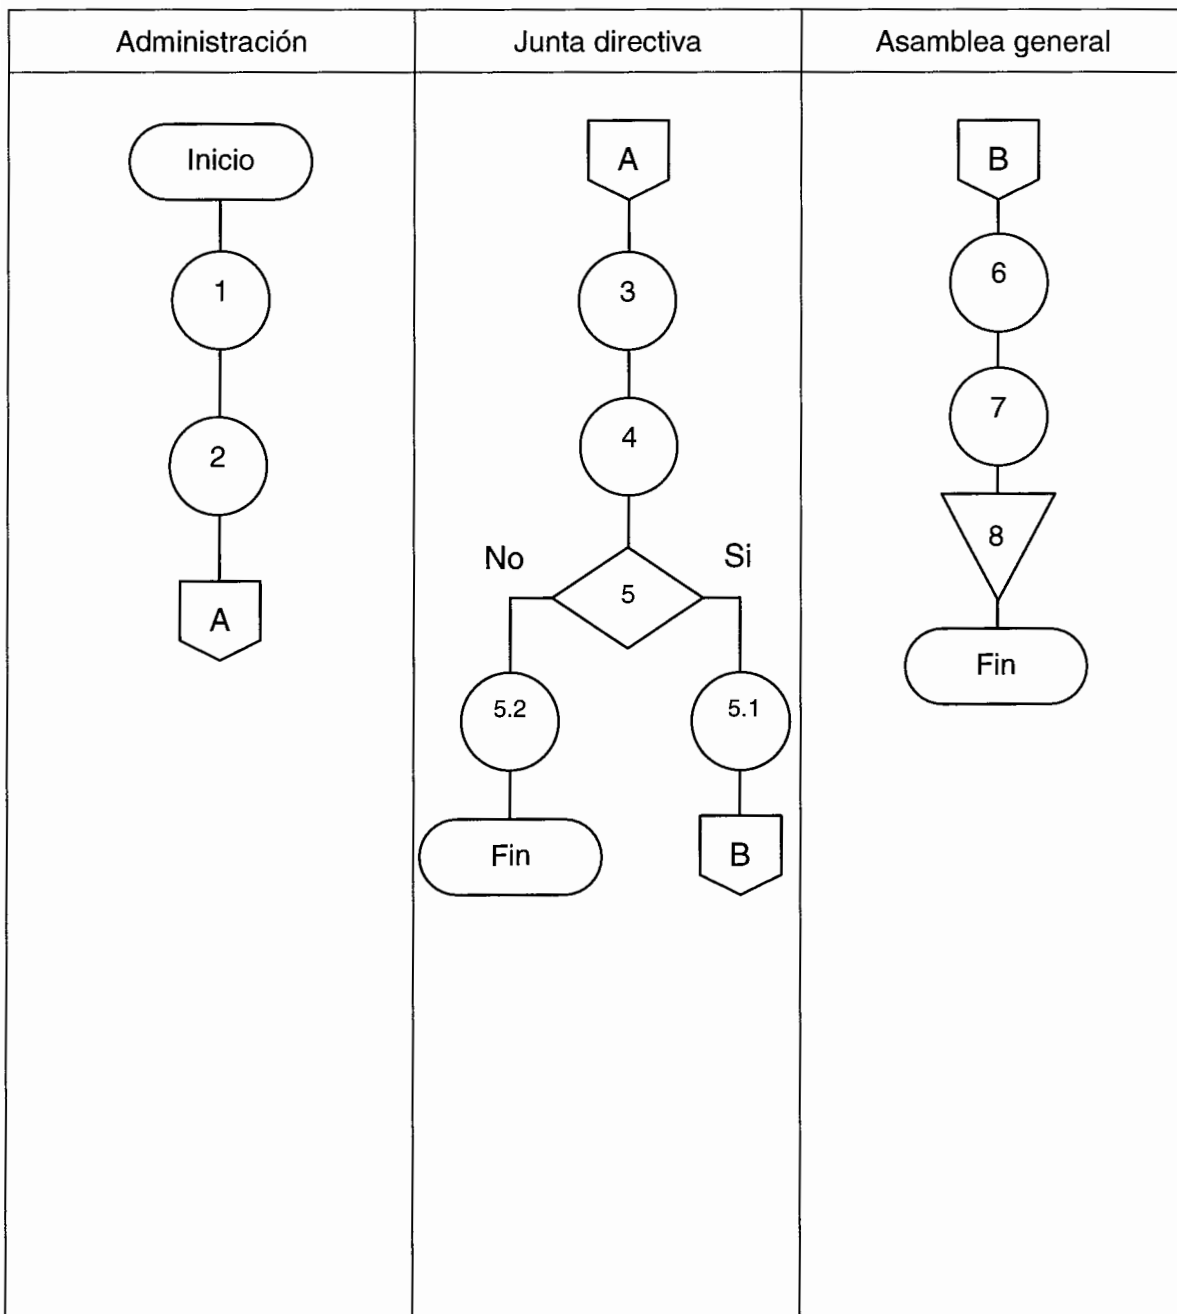 Administración
Junta directiva
Asamblea general
Inicio
1
2
A
A
3
4
5
No
Si
5.2
5.1
Fin
B
B
6
7
8
Fin